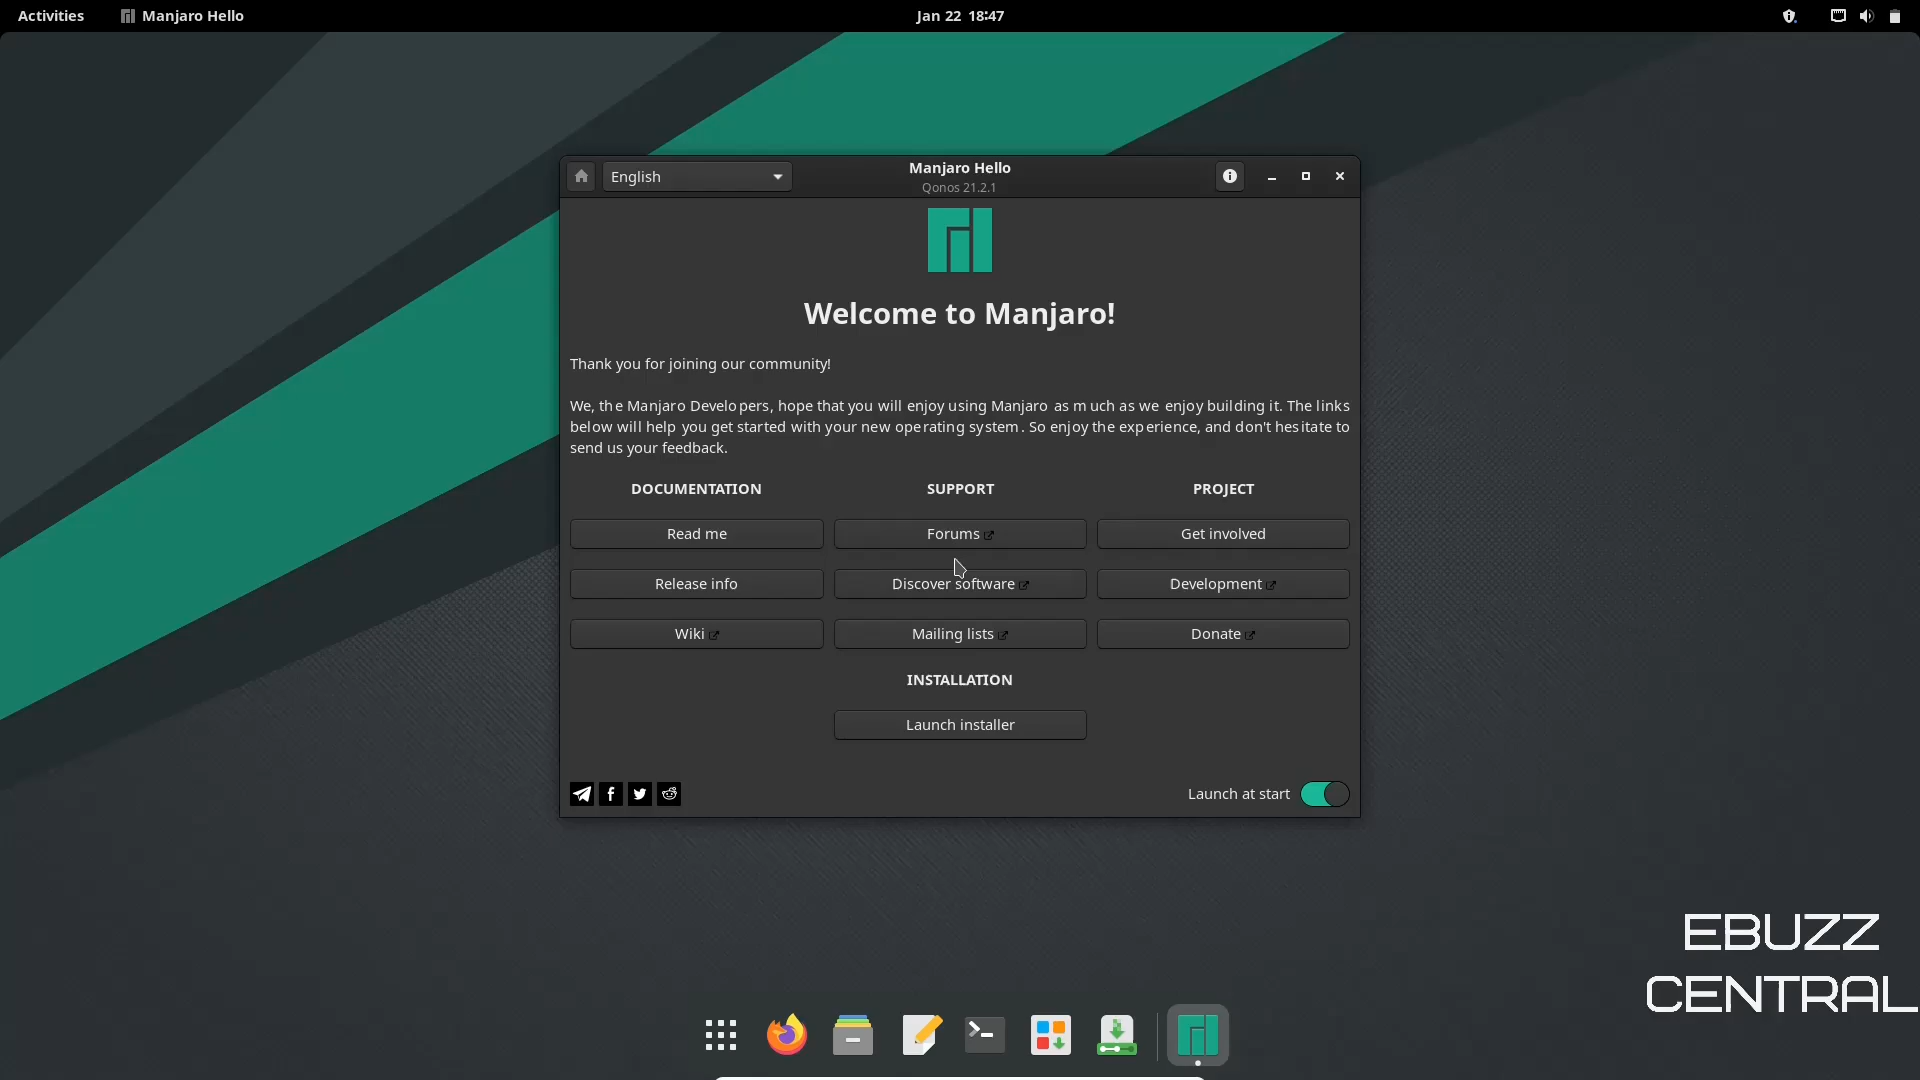 Activities Manjaro Hello Jan 22 18:47
English Manjaro Hello
Qonos 21.2.1
Welcome to Manjaro!
Thank you for joining our community!
We, the Manjaro Developers, hope that you will enjoy using Manjaro as much as we enjoy building it. The links
below will help you get started with your new operating system. So enjoy the experience, and don't hesitate to
send us your feedback.
DOCUMENTATION SUPPORT PROJECT
Read me Forums Get involved
Release info Discover software Development
Wiki Mailing lists Donate
INSTALLATION
Launch installer
Launch at start
EBUZZ
CENTRAL